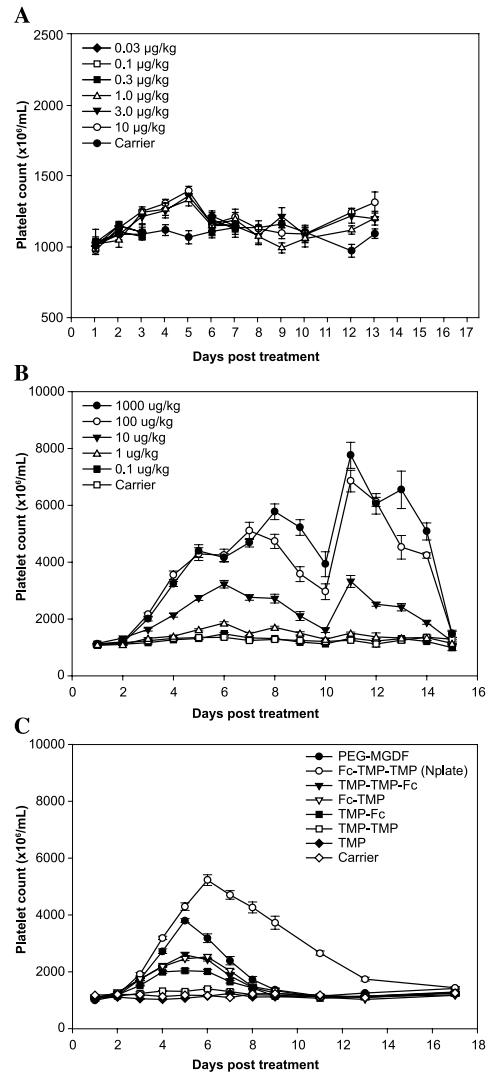 A
2500
2000
1500
1000
500
Platelet count (x10⁶/mL)
0.03 µg/kg
0.1 µg/kg
0.3 µg/kg
1.0 µg/kg
3.0 µg/kg
10 µg/kg
Carrier
0 1 2 3 4 5 6 7 8 9 10 11 12 13 14 15 16 17
Days post treatment
B
10000
8000
6000
4000
2000
0
Platelet count (x10⁶/mL)
1000 ug/kg
100 ug/kg
10 ug/kg
1 ug/kg
0.1 ug/kg
Carrier
0 2 4 6 8 10 12 14 16
Days post treatment
C
10000
8000
6000
4000
2000
0
Platelet count (x10⁶/mL)
PEG-MGDF
Fc-TMP-TMP (Nplate)
TMP-TMP-Fc
Fc-TMP
TMP-Fc
TMP-TMP
TMP
Carrier
0 2 4 6 8 10 12 14 16 18
Days post treatment